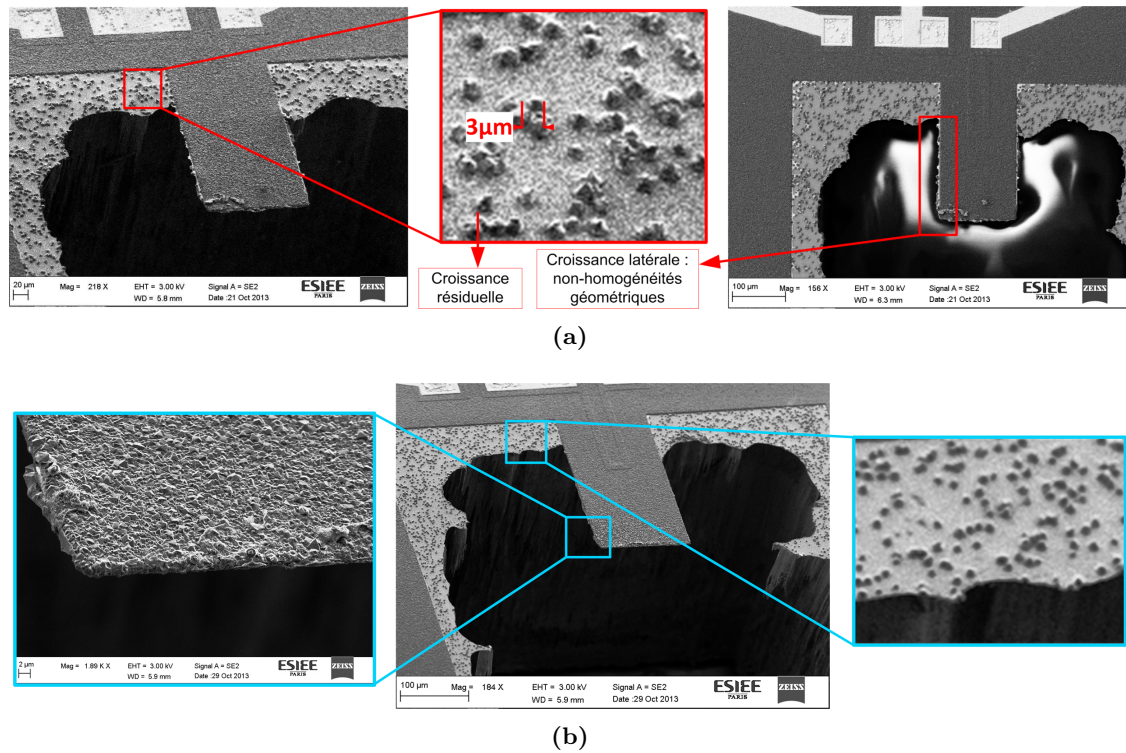 3µm
Croissance
résiduelle
Croissance latérale :
non-homogénéités
géométriques
20 µm
Mag = 218 X
EHT = 3.00 kV
WD = 5.8 mm
Signal A = SE2
Date :21 Oct 2013
ESIEE
PARIS
ZEISS
100 µm
Mag = 156 X
EHT = 3.00 kV
WD = 6.3 mm
Signal A = SE2
Date :21 Oct 2013
ESIEE
PARIS
ZEISS
(a)
2 µm
Mag = 1.89 K X
EHT = 3.00 kV
WD = 5.9 mm
Signal A = SE2
Date :29 Oct 2013
ESIEE
PARIS
ZEISS
100 µm
Mag = 184 X
EHT = 3.00 kV
WD = 5.9 mm
Signal A = SE2
Date :29 Oct 2013
ESIEE
PARIS
ZEISS
(b)